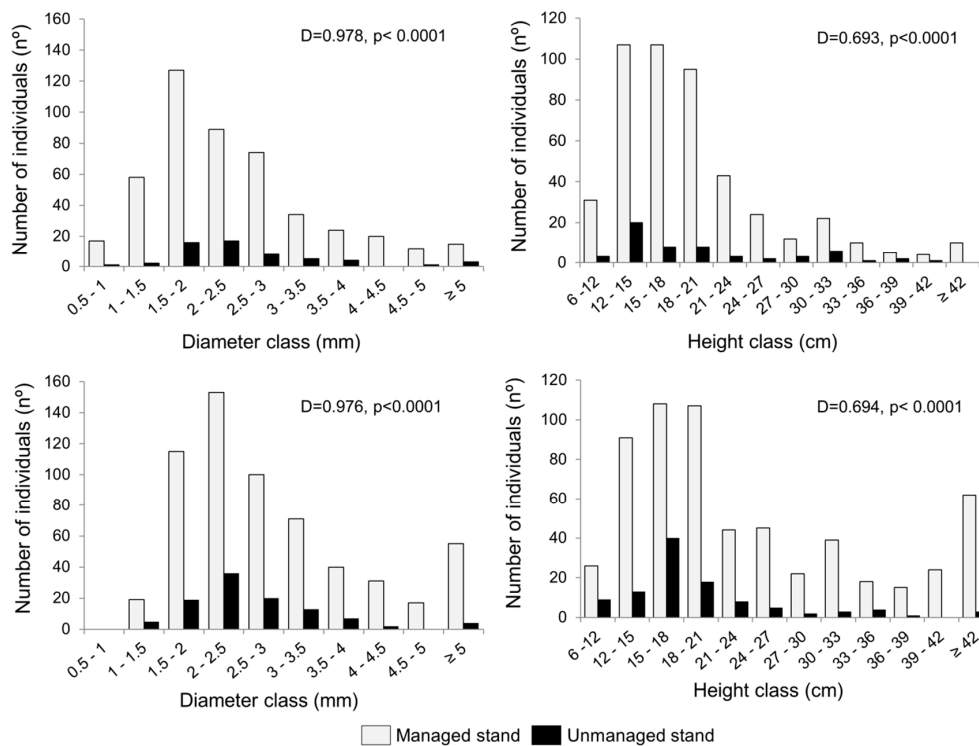 Number of individuals (nº)
160
140
120
100
80
60
40
20
0
D=0.978, p< 0.0001
0.5 - 1
1 - 1.5
1.5 - 2
2 - 2.5
2.5 - 3
3 - 3.5
3.5 - 4
4 - 4.5
4.5 - 5
≥ 5
Diameter class (mm)
Number of individuals (nº)
120
100
80
60
40
20
0
D=0.693, p<0.0001
6 -12
12 - 15
15 - 18
18 - 21
21 - 24
24 - 27
27 - 30
30 - 33
33 - 36
36 - 39
39 - 42
≥ 42
Height class (cm)
Number of individuals (nº)
160
140
120
100
80
60
40
20
0
D=0.976, p<0.0001
0.5 - 1
1 - 1.5
1.5 - 2
2 - 2.5
2.5 - 3
3 - 3.5
3.5 - 4
4 - 4.5
4.5 - 5
≥ 5
Diameter class (mm)
Number of individuals (nº)
120
100
80
60
40
20
0
D=0.694, p< 0.0001
6 -12
12 - 15
15 - 18
18 - 21
21 - 24
24 - 27
27 - 30
30 - 33
33 - 36
36 - 39
39 - 42
≥ 42
Height class (cm)
Managed stand
Unmanaged stand